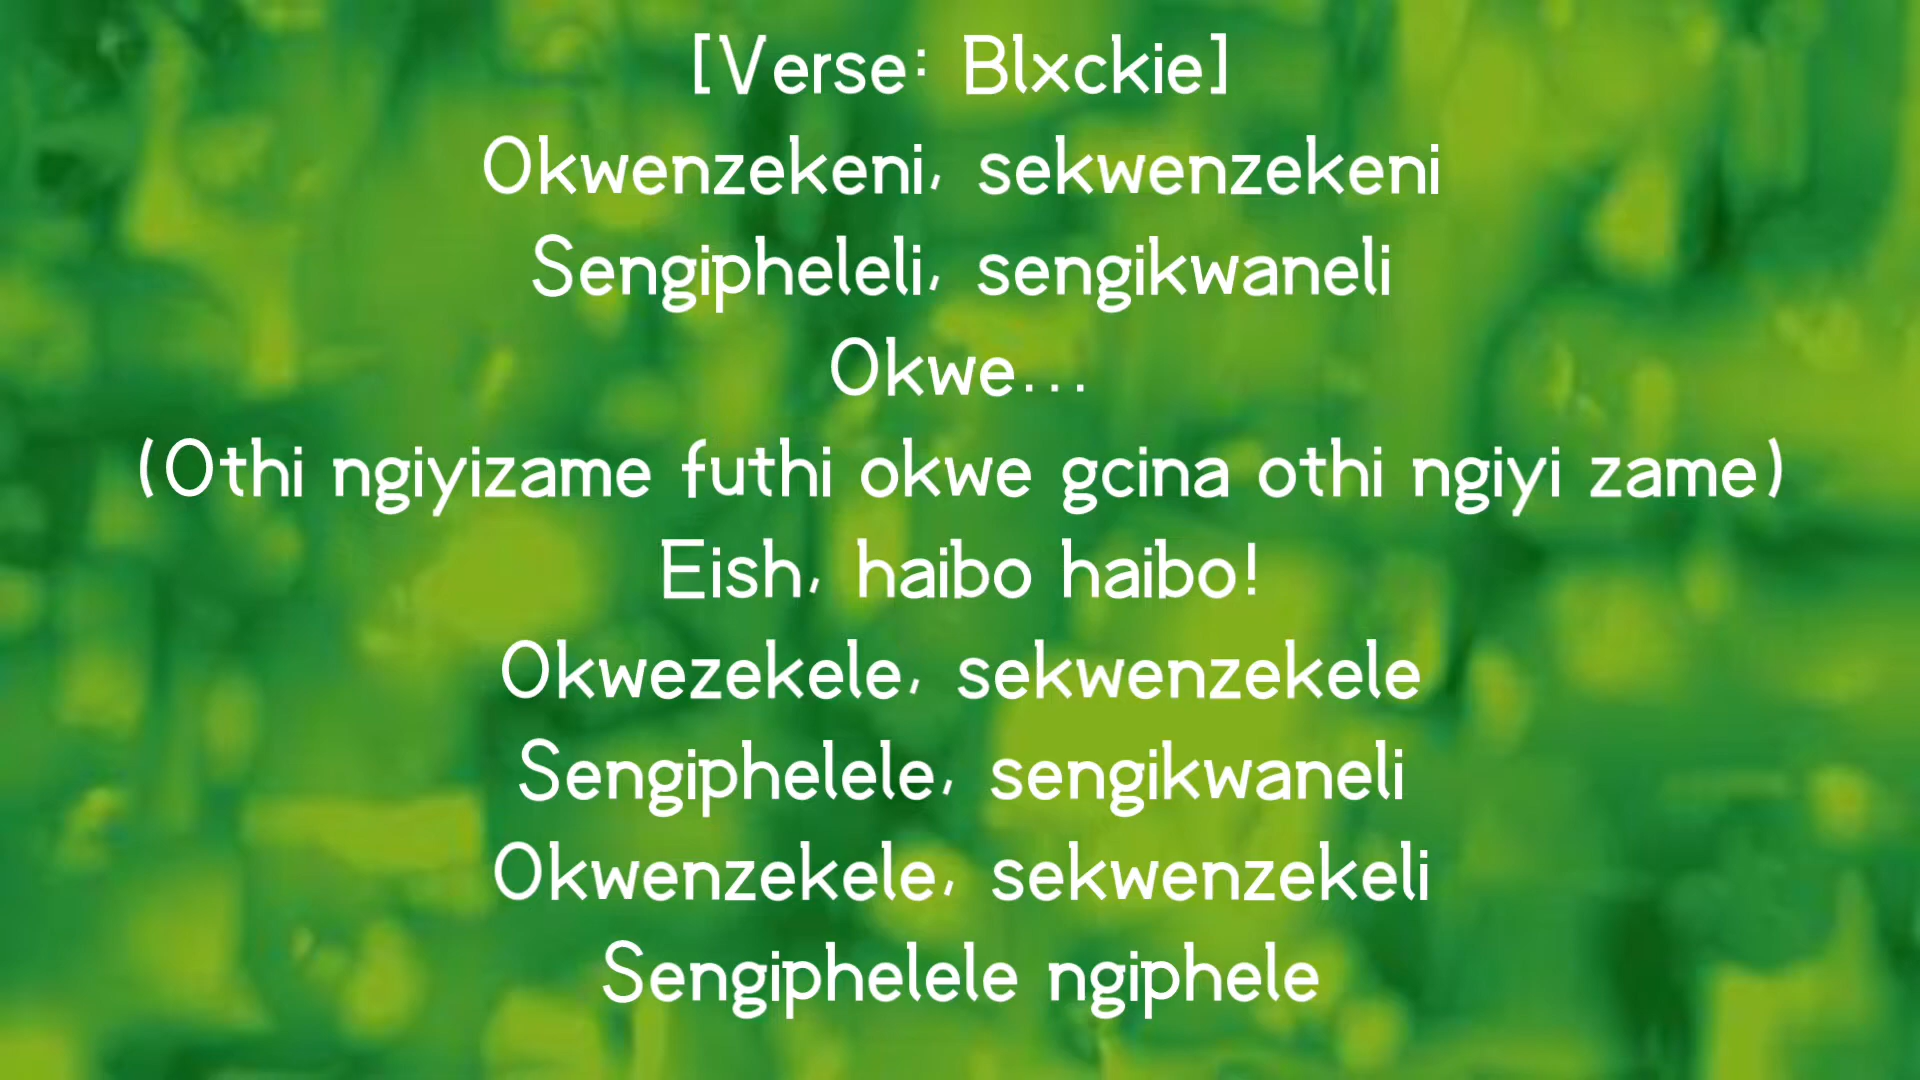 [Verse: Blxckie]
Okwenzekeni, sekwenzekeni
Sengipheleli, sengikwaneli
Okwe...
(Othi ngiyizame futhi okwe gcina othi ngiyi zame)
Eish, haibo haibo!
Okwezekele, sekwenzekele
Sengiphelele, sengikwaneli
Okwenzekele, sekwenzekeli
Sengiphelele ngiphele